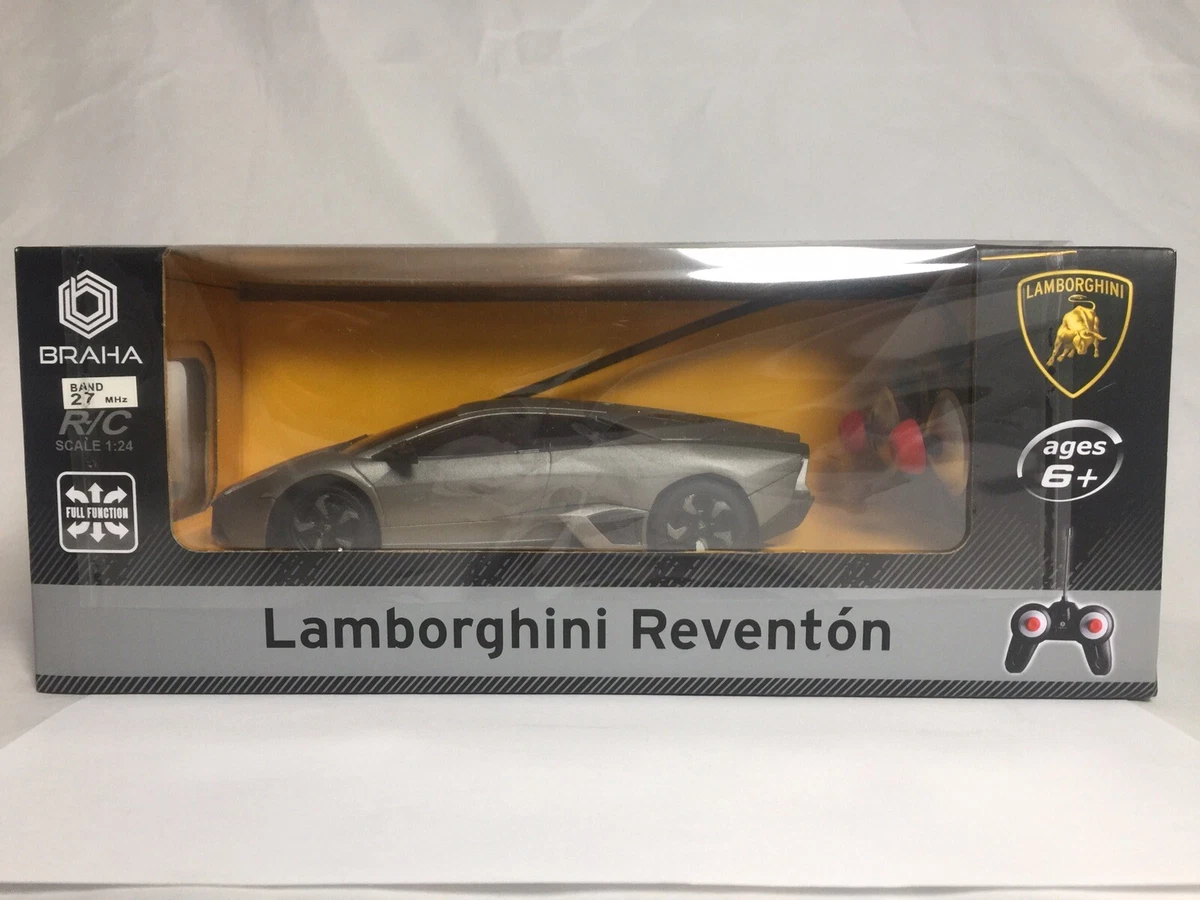 BRAHA
BAND
27 MHz
R/C
SCALE 1:24
FULL FUNCTION
LAMBORGHINI
ages
6+
Lamborghini Reventón